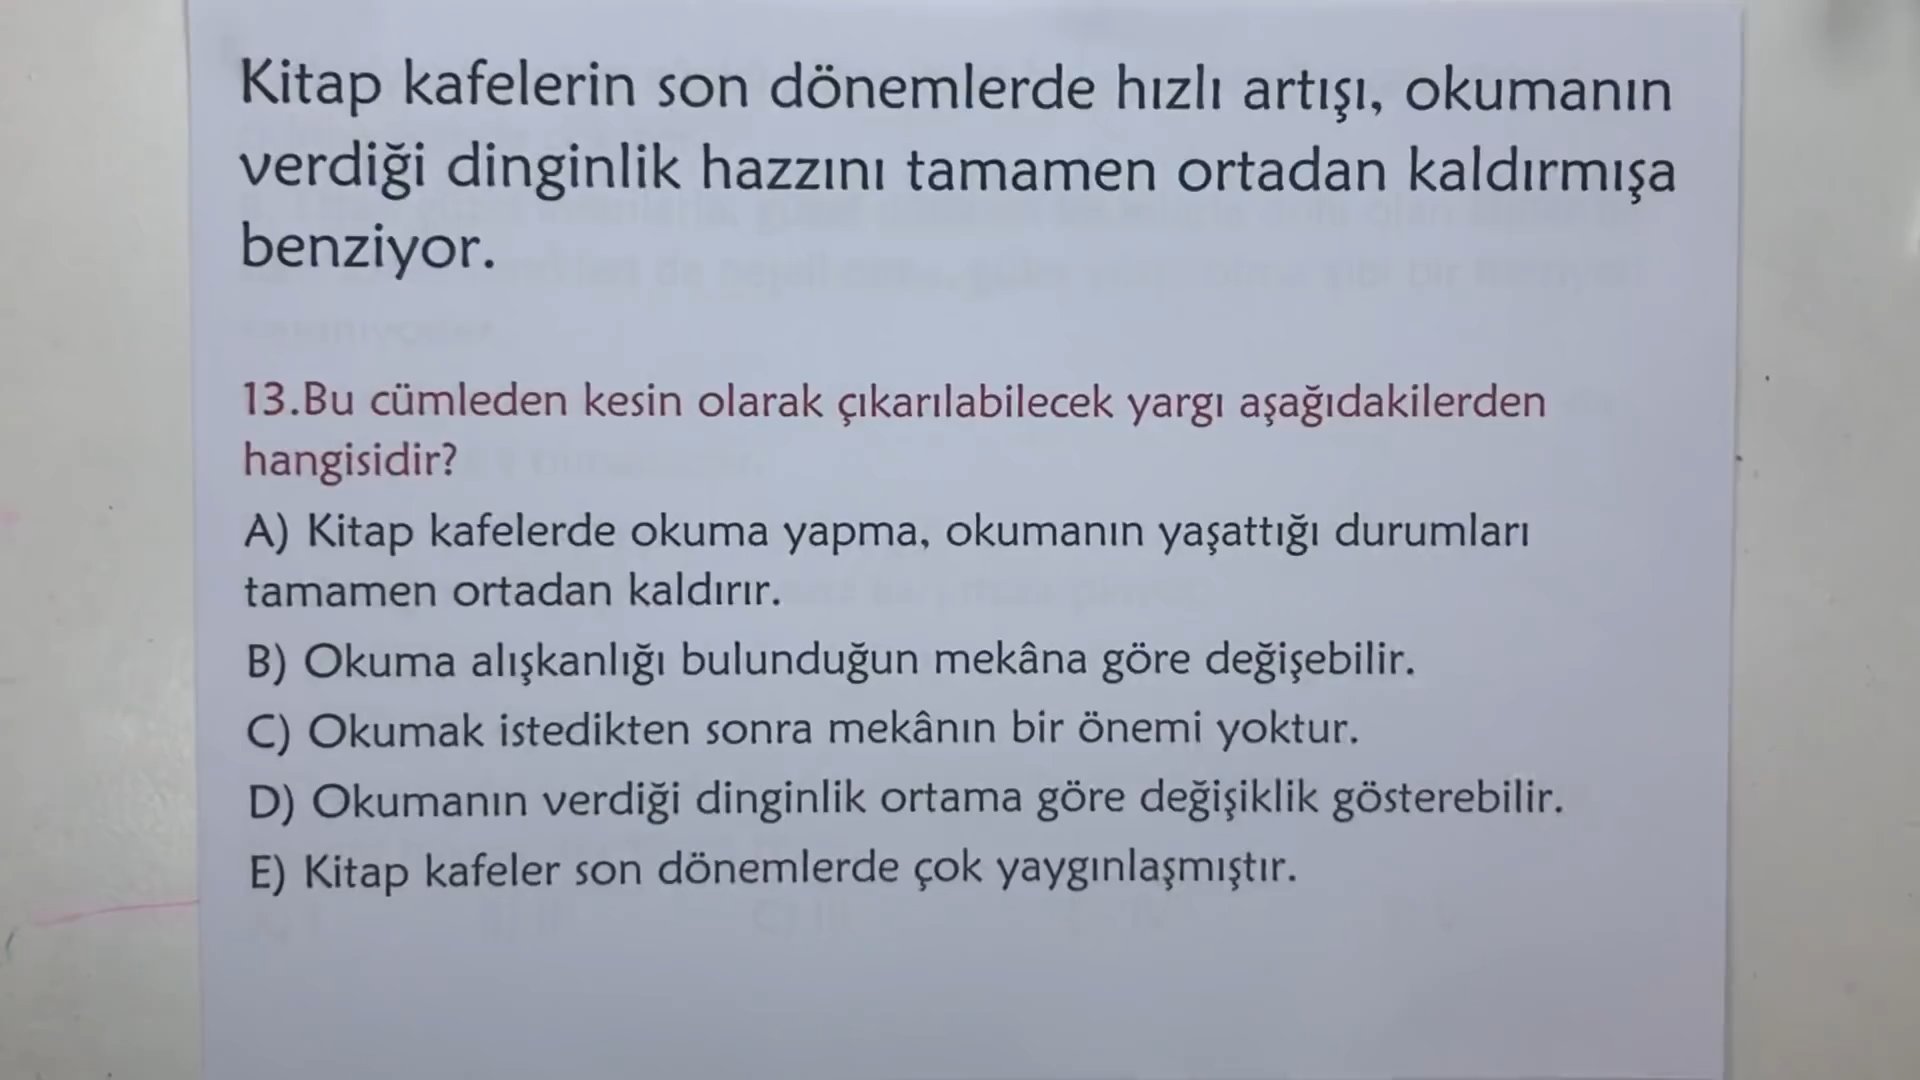 Kitap kafelerin son dönemlerde hızlı artışı, okumanın
verdiği dinginlik hazzını tamamen ortadan kaldırmışa
benziyor.
13.Bu cümleden kesin olarak çıkarılabilecek yargı aşağıdakilerden
hangisidir?
A) Kitap kafelerde okuma yapma, okumanın yaşattığı durumları
tamamen ortadan kaldırır.
B) Okuma alışkanlığı bulunduğun mekâna göre değişebilir.
C) Okumak istedikten sonra mekânın bir önemi yoktur.
D) Okumanın verdiği dinginlik ortama göre değişiklik gösterebilir.
E) Kitap kafeler son dönemlerde çok yaygınlaşmıştır.